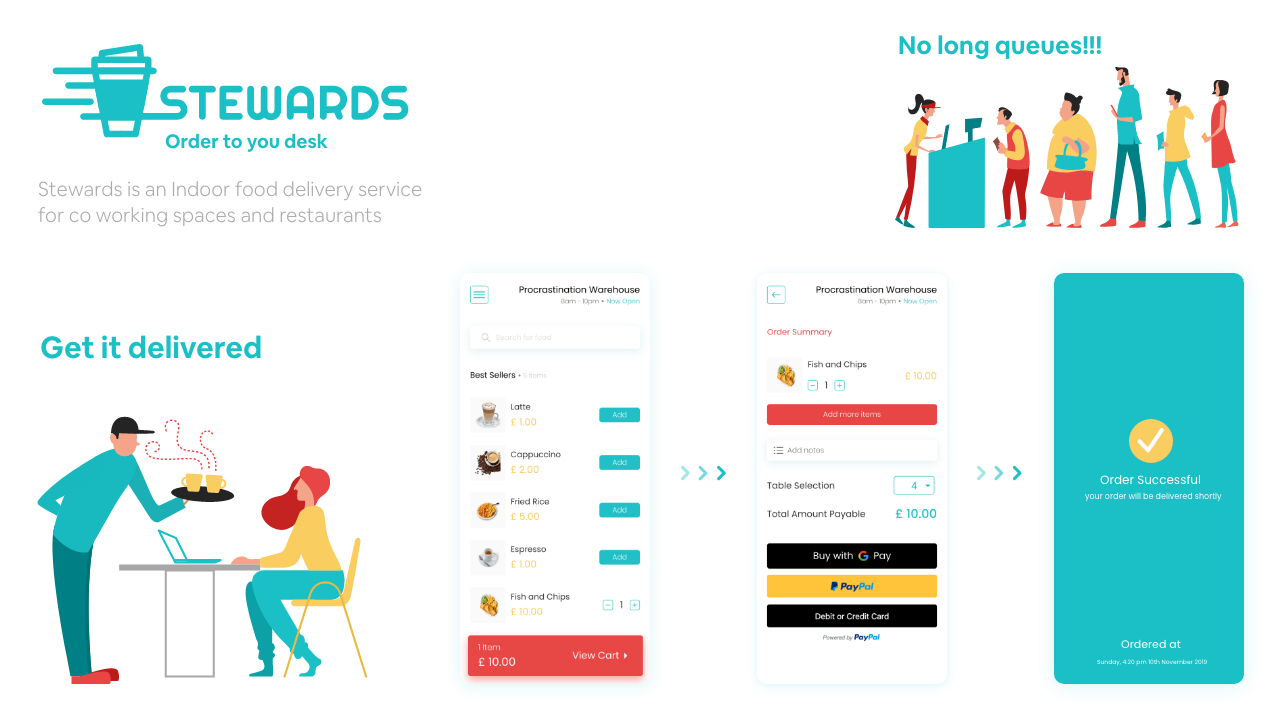 STEWARDS
Order to you desk
Stewards is an Indoor food delivery service
for co working spaces and restaurants
No long queues!!!
Get it delivered
Procrastination Warehouse
8am - 10pm • Now Open
Search for food
Best Sellers • 5 items
Latte
£ 1.00
Add
Cappuccino
£ 2.00
Add
Fried Rice
£ 5.00
Add
Espresso
£ 1.00
Add
Fish and Chips
£ 10.00
- 1 +
1 Item
£ 10.00
View Cart
Procrastination Warehouse
8am - 10pm • Now Open
Order Summary
Fish and Chips
- 1 +
£ 10.00
Add more items
Add notes
Table Selection
4
Total Amount Payable
£ 10.00
Buy with G Pay
PayPal
Debit or Credit Card
Powered by PayPal
Order Successful
your order will be delivered shortly
Ordered at
Sunday, 4:20 pm 10th November 2019